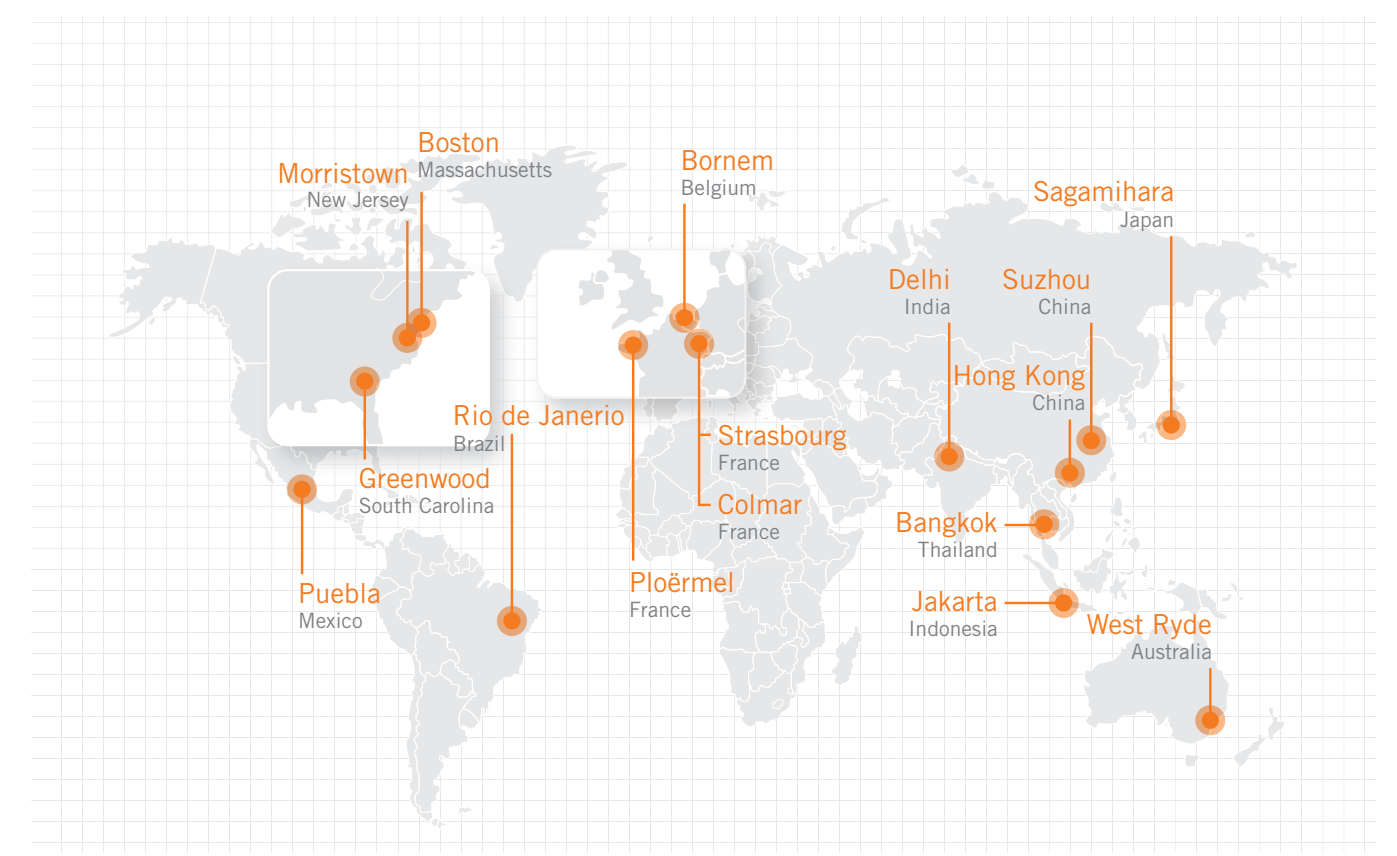 Boston
Massachusetts
Morristown
New Jersey
Bornem
Belgium
Sagamihara
Japan
Delhi
India
Suzhou
China
Hong Kong
China
Rio de Janerio
Brazil
Strasbourg
France
Greenwood
South Carolina
Colmar
France
Bangkok
Thailand
Ploërmel
France
Puebla
Mexico
Jakarta
Indonesia
West Ryde
Australia